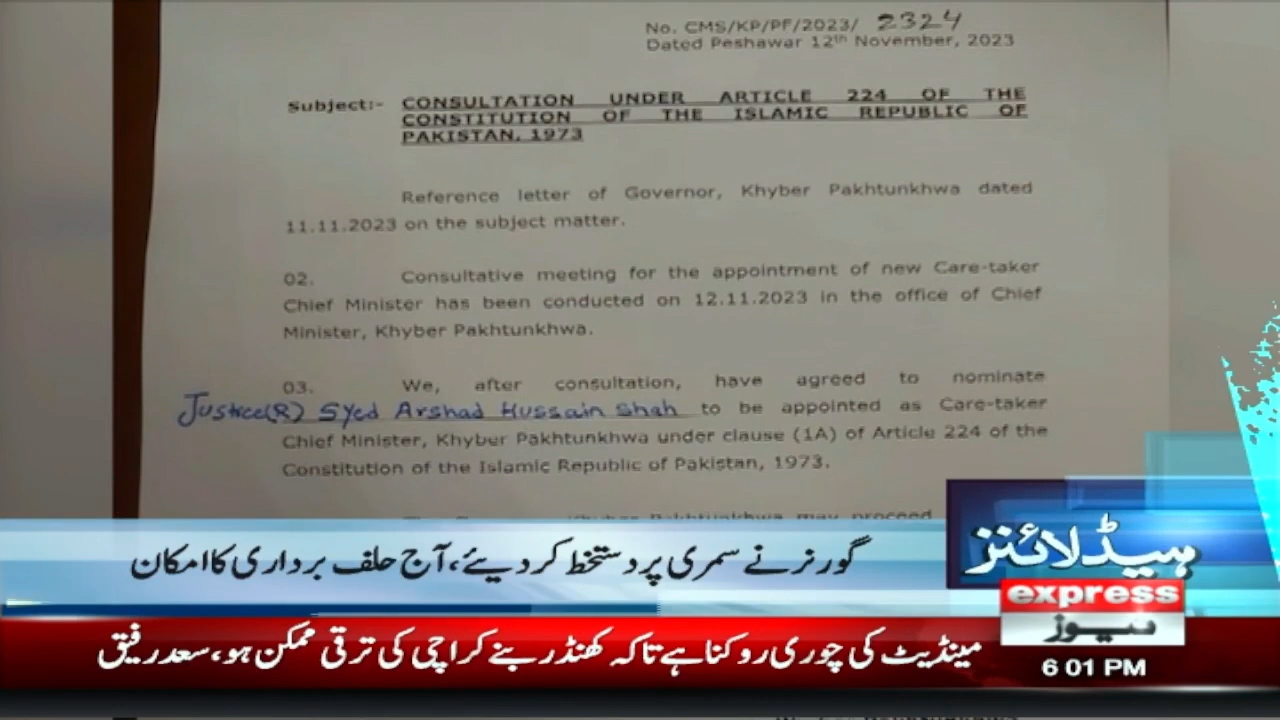 No. CMS/KP/PF/2023/ 2324
Dated Peshawar 12th November, 2023
Subject:- CONSULTATION UNDER ARTICLE 224 OF THE
CONSTITUTION OF THE ISLAMIC REPUBLIC OF
PAKISTAN, 1973
Reference letter of Governor, Khyber Pakhtunkhwa dated
11.11.2023 on the subject matter.
02. Consultative meeting for the appointment of new Care-taker
Chief Minister has been conducted on 12.11.2023 in the office of Chief
Minister, Khyber Pakhtunkhwa.
03. We, after consultation, have agreed to nominate
Justice(R) Syed Arshad Hussain Shah to be appointed as Care-taker
Chief Minister, Khyber Pakhtunkhwa under clause (1A) of Article 224 of the
Constitution of the Islamic Republic of Pakistan, 1973.
Khyber Pakhtunkhwa may proceed
ہیڈلائنز
گورنر نے سمری پر دستخط کر دیئے، آج حلف برداری کا امکان
express
نیوز
مینڈیٹ کی چوری روکنا ہے تاکہ کھنڈر بنے کراچی کی ترقی ممکن ہو، سعد رفیق
6:01 PM